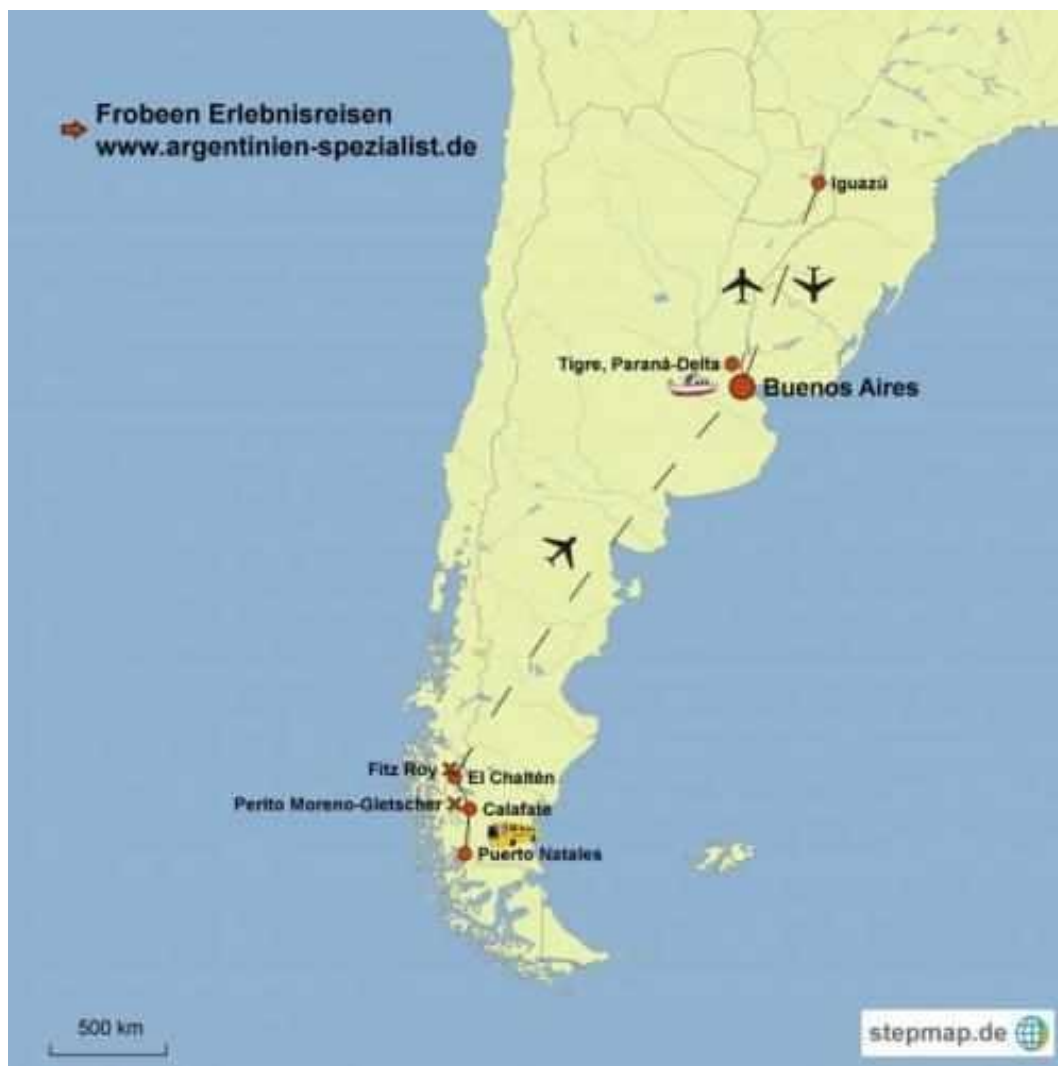 Frobeen Erlebnisreisen
www.argentinien-spezialist.de
Iguazú
Tigre, Paraná-Delta
Buenos Aires
Fitz Roy
El Chaltén
Perito Moreno-Gletscher
Calafate
Puerto Natales
500 km
stepmap.de